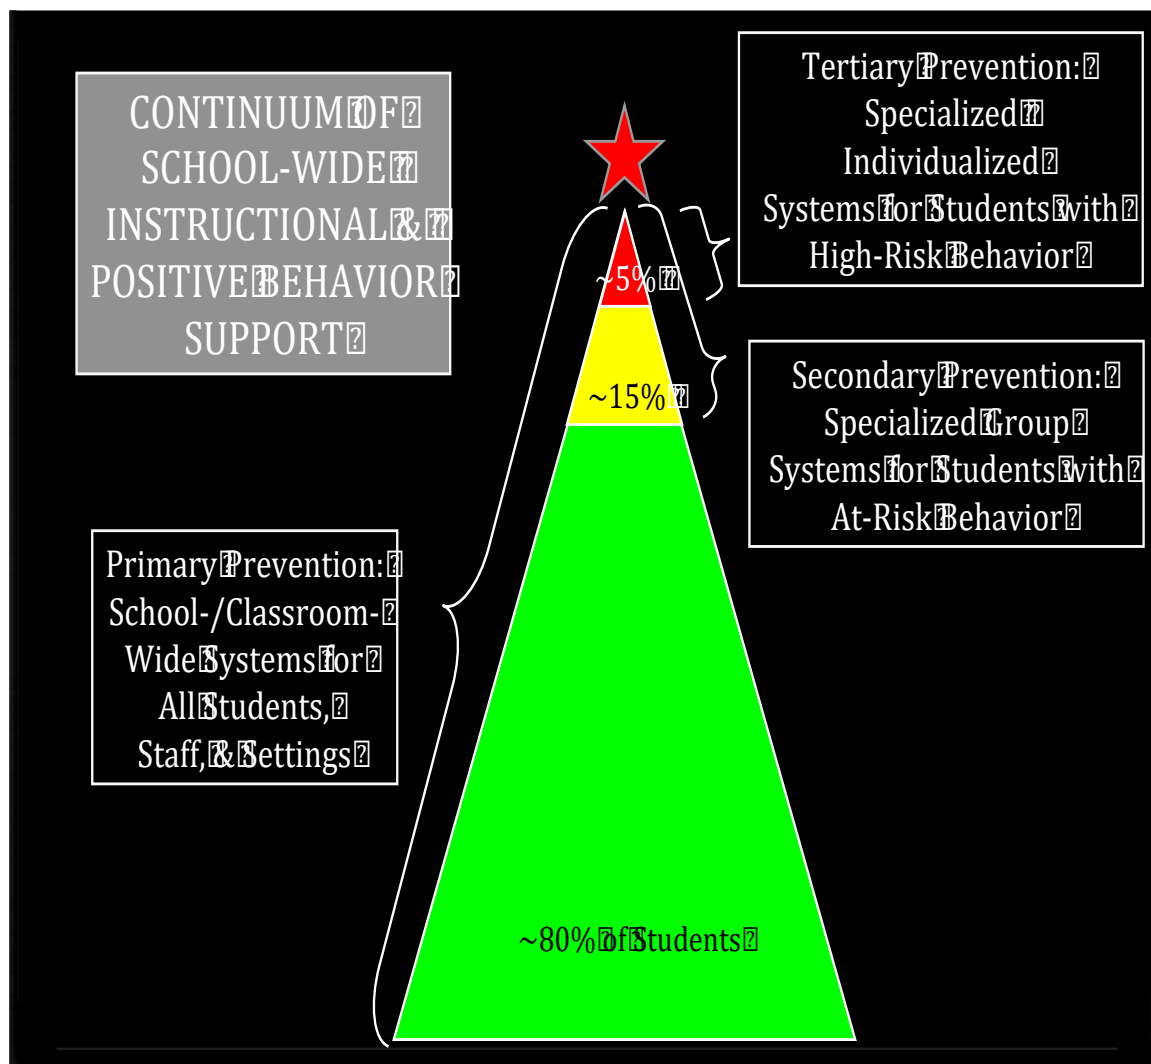 CONTINUUM OF
SCHOOL-WIDE
INSTRUCTIONAL &
POSITIVE BEHAVIOR
SUPPORT
Tertiary Prevention:
Specialized
Individualized
Systems for Students with
High-Risk Behavior
~5%
~15%
Secondary Prevention:
Specialized Group
Systems for Students with
At-Risk Behavior
Primary Prevention:
School-/Classroom-
Wide Systems for
All Students,
Staff, & Settings
~80% of Students